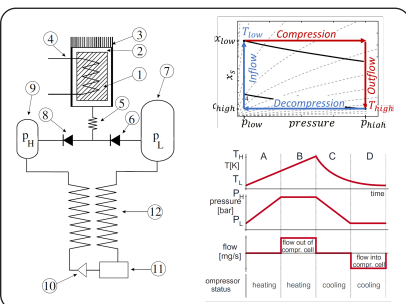 4
3
2
1
9
7
5
8
6
P_H
P_L
12
10
11
x_low
T_low
Compression
x_s
Inflow
Outflow
c_high
Decompression
T_high
p_low
pressure
p_high
T_H
T[K]
T_L
A B C D
time
P_H
pressure
[bar]
P_L
flow
[mg/s]
flow out of
compr. cell
flow into
compr. cell
ompressor
status
heating heating cooling cooling